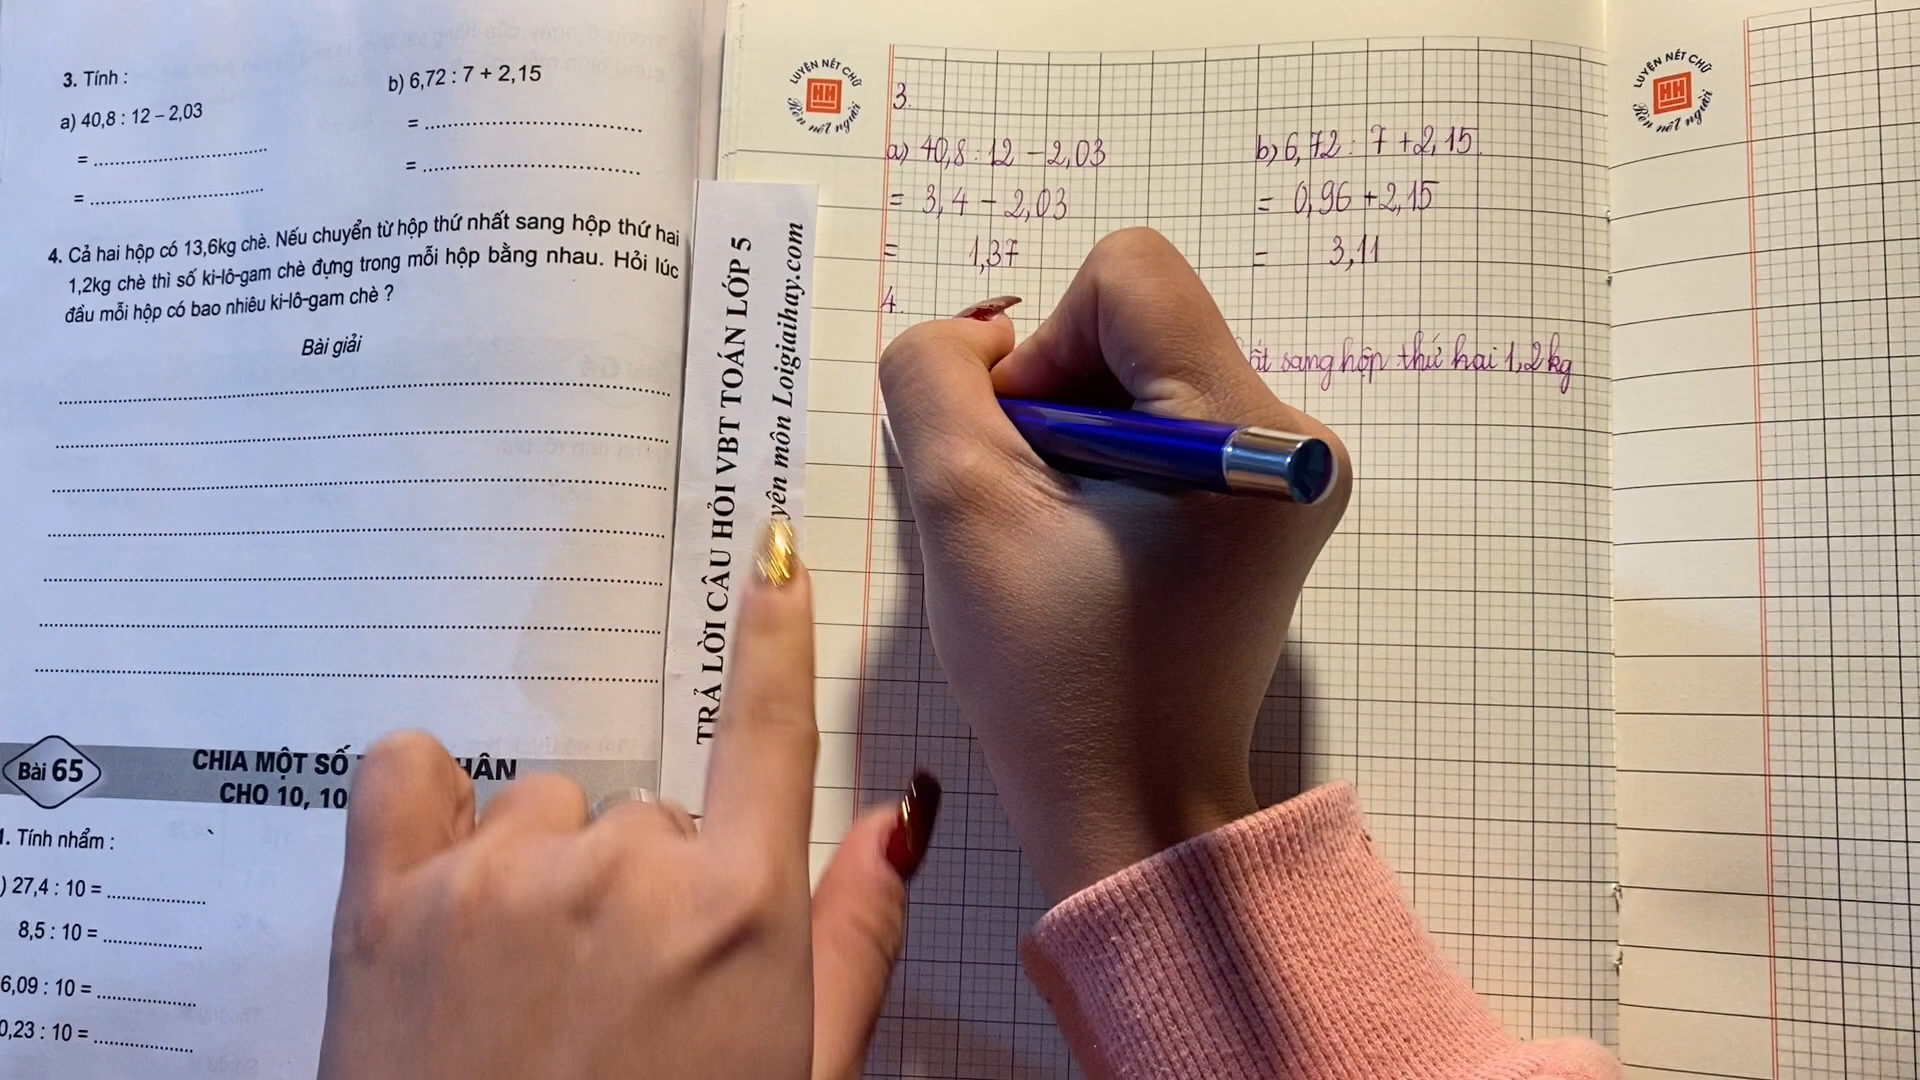 3. Tính :
a) 40,8 : 12 – 2,03
b) 6,72 : 7 + 2,15
=
=
=
=
4. Cả hai hộp có 13,6kg chè. Nếu chuyển từ hộp thứ nhất sang hộp thứ hai
1,2kg chè thì số ki-lô-gam chè đựng trong mỗi hộp bằng nhau. Hỏi lúc
đầu mỗi hộp có bao nhiêu ki-lô-gam chè ?
Bài giải
Bài 65
CHIA MỘT SỐ
CHO 10, 10
1. Tính nhẩm :
) 27,4 : 10 =
8,5 : 10 =
6,09 : 10 =
0,23 : 10 =
TRẢ LỜI CÂU HỎI VBT TOÁN LỚP 5
môn Loigiaihay.com
LUYỆN NÉT CHỮ
HH
Rèn nết người
3.
a) 40,8 : 12 - 2,03
= 3,4 - 2,03
= 1,37
b) 6,72 : 7 + 2,15
= 0,96 + 2,15
= 3,11
4.
sang hộp thứ hai 1,2kg
LUYỆN NÉT CHỮ
HH
Rèn nết người